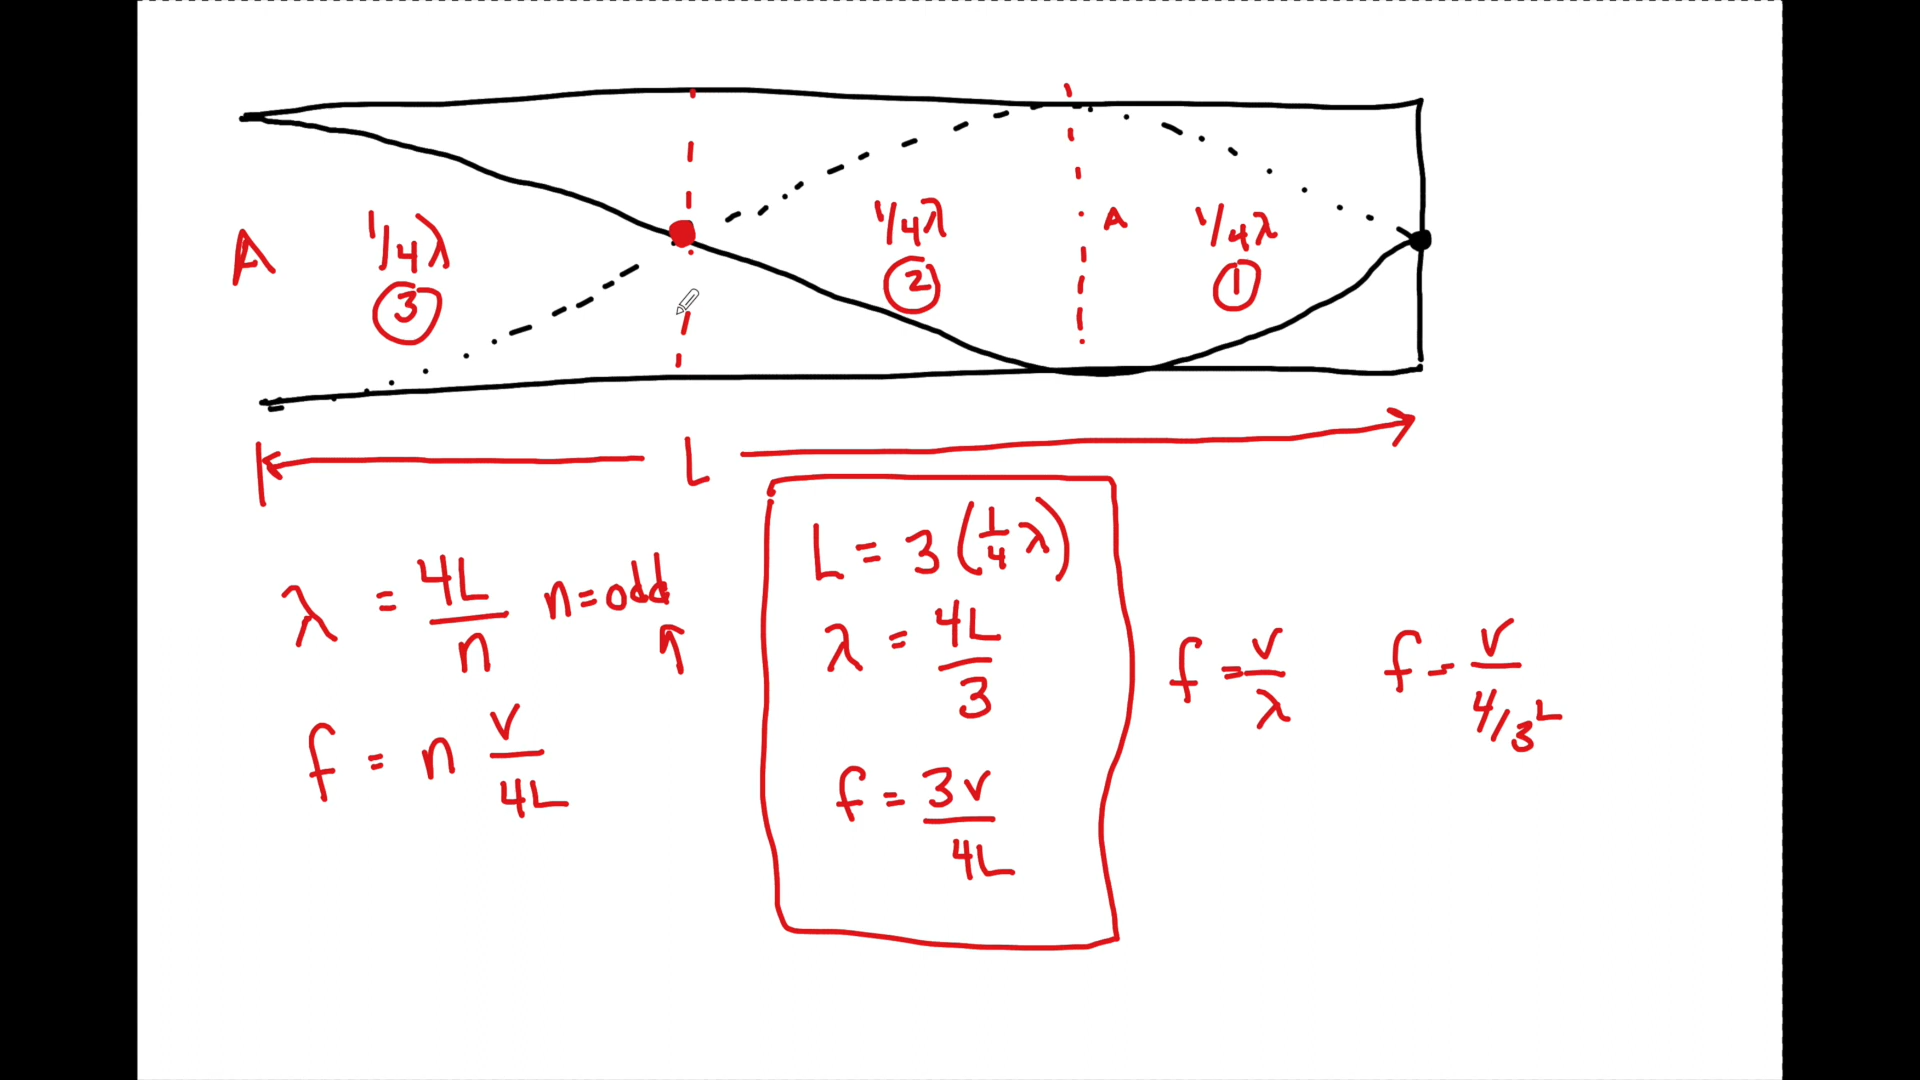 A 1/4λ 1/4λ A 1/4λ
③ ② ①
L
λ = 4L/n n=odd
f = n v/4L
L = 3 (1/4 λ)
λ = 4L/3
f = 3v/4L
f = v/λ f = v/4/3L